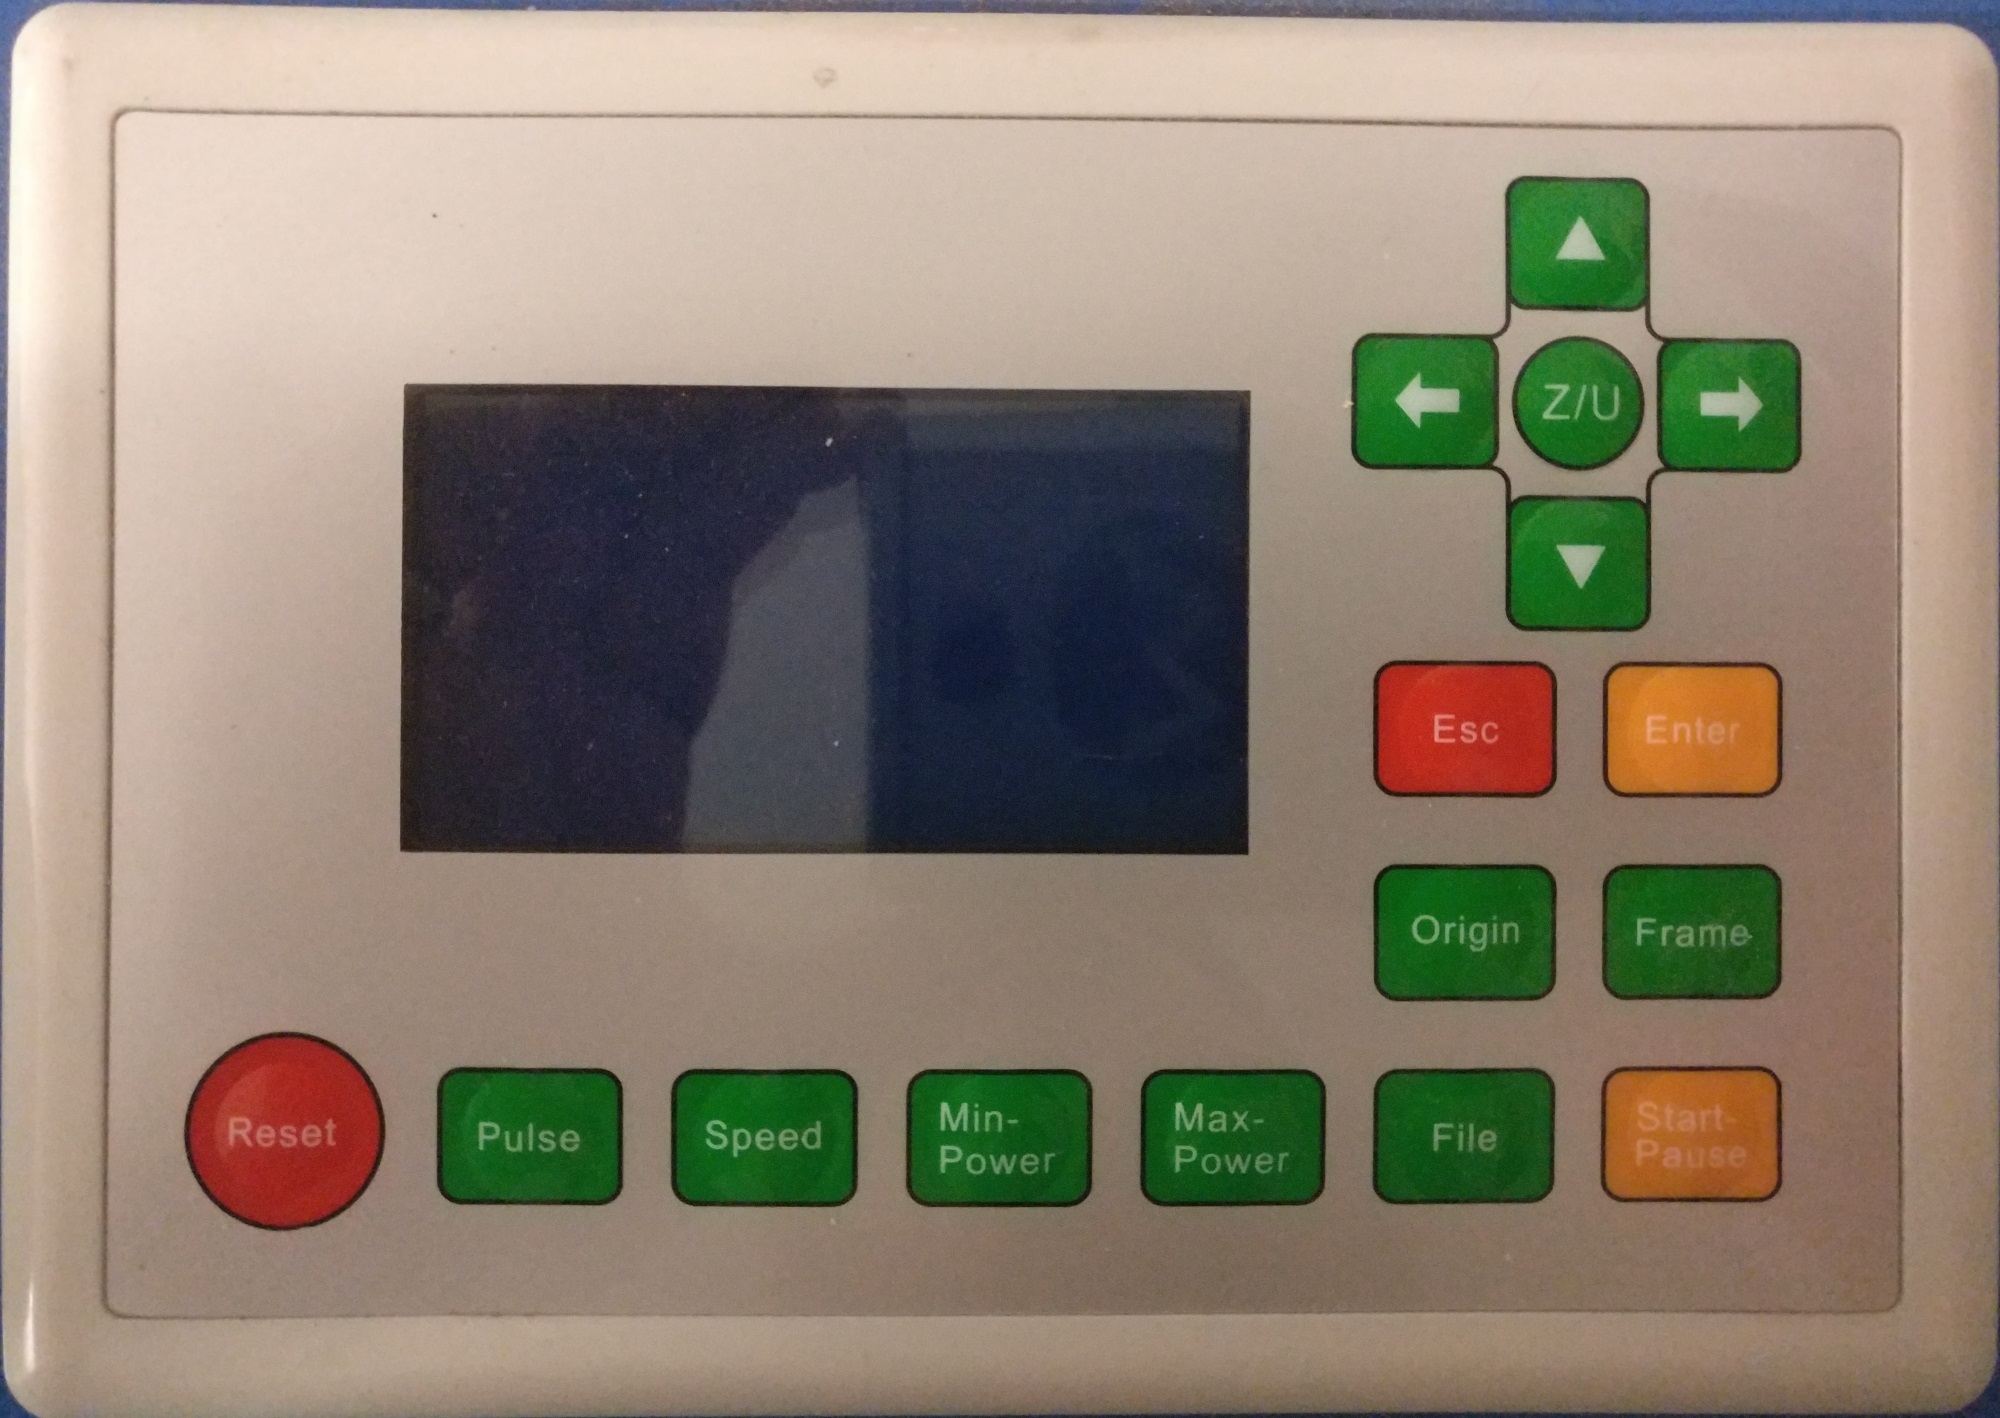 Z/U
Esc
Enter
Origin
Frame
Reset
Pulse
Speed
Min-
Power
Max-
Power
File
Start-
Pause